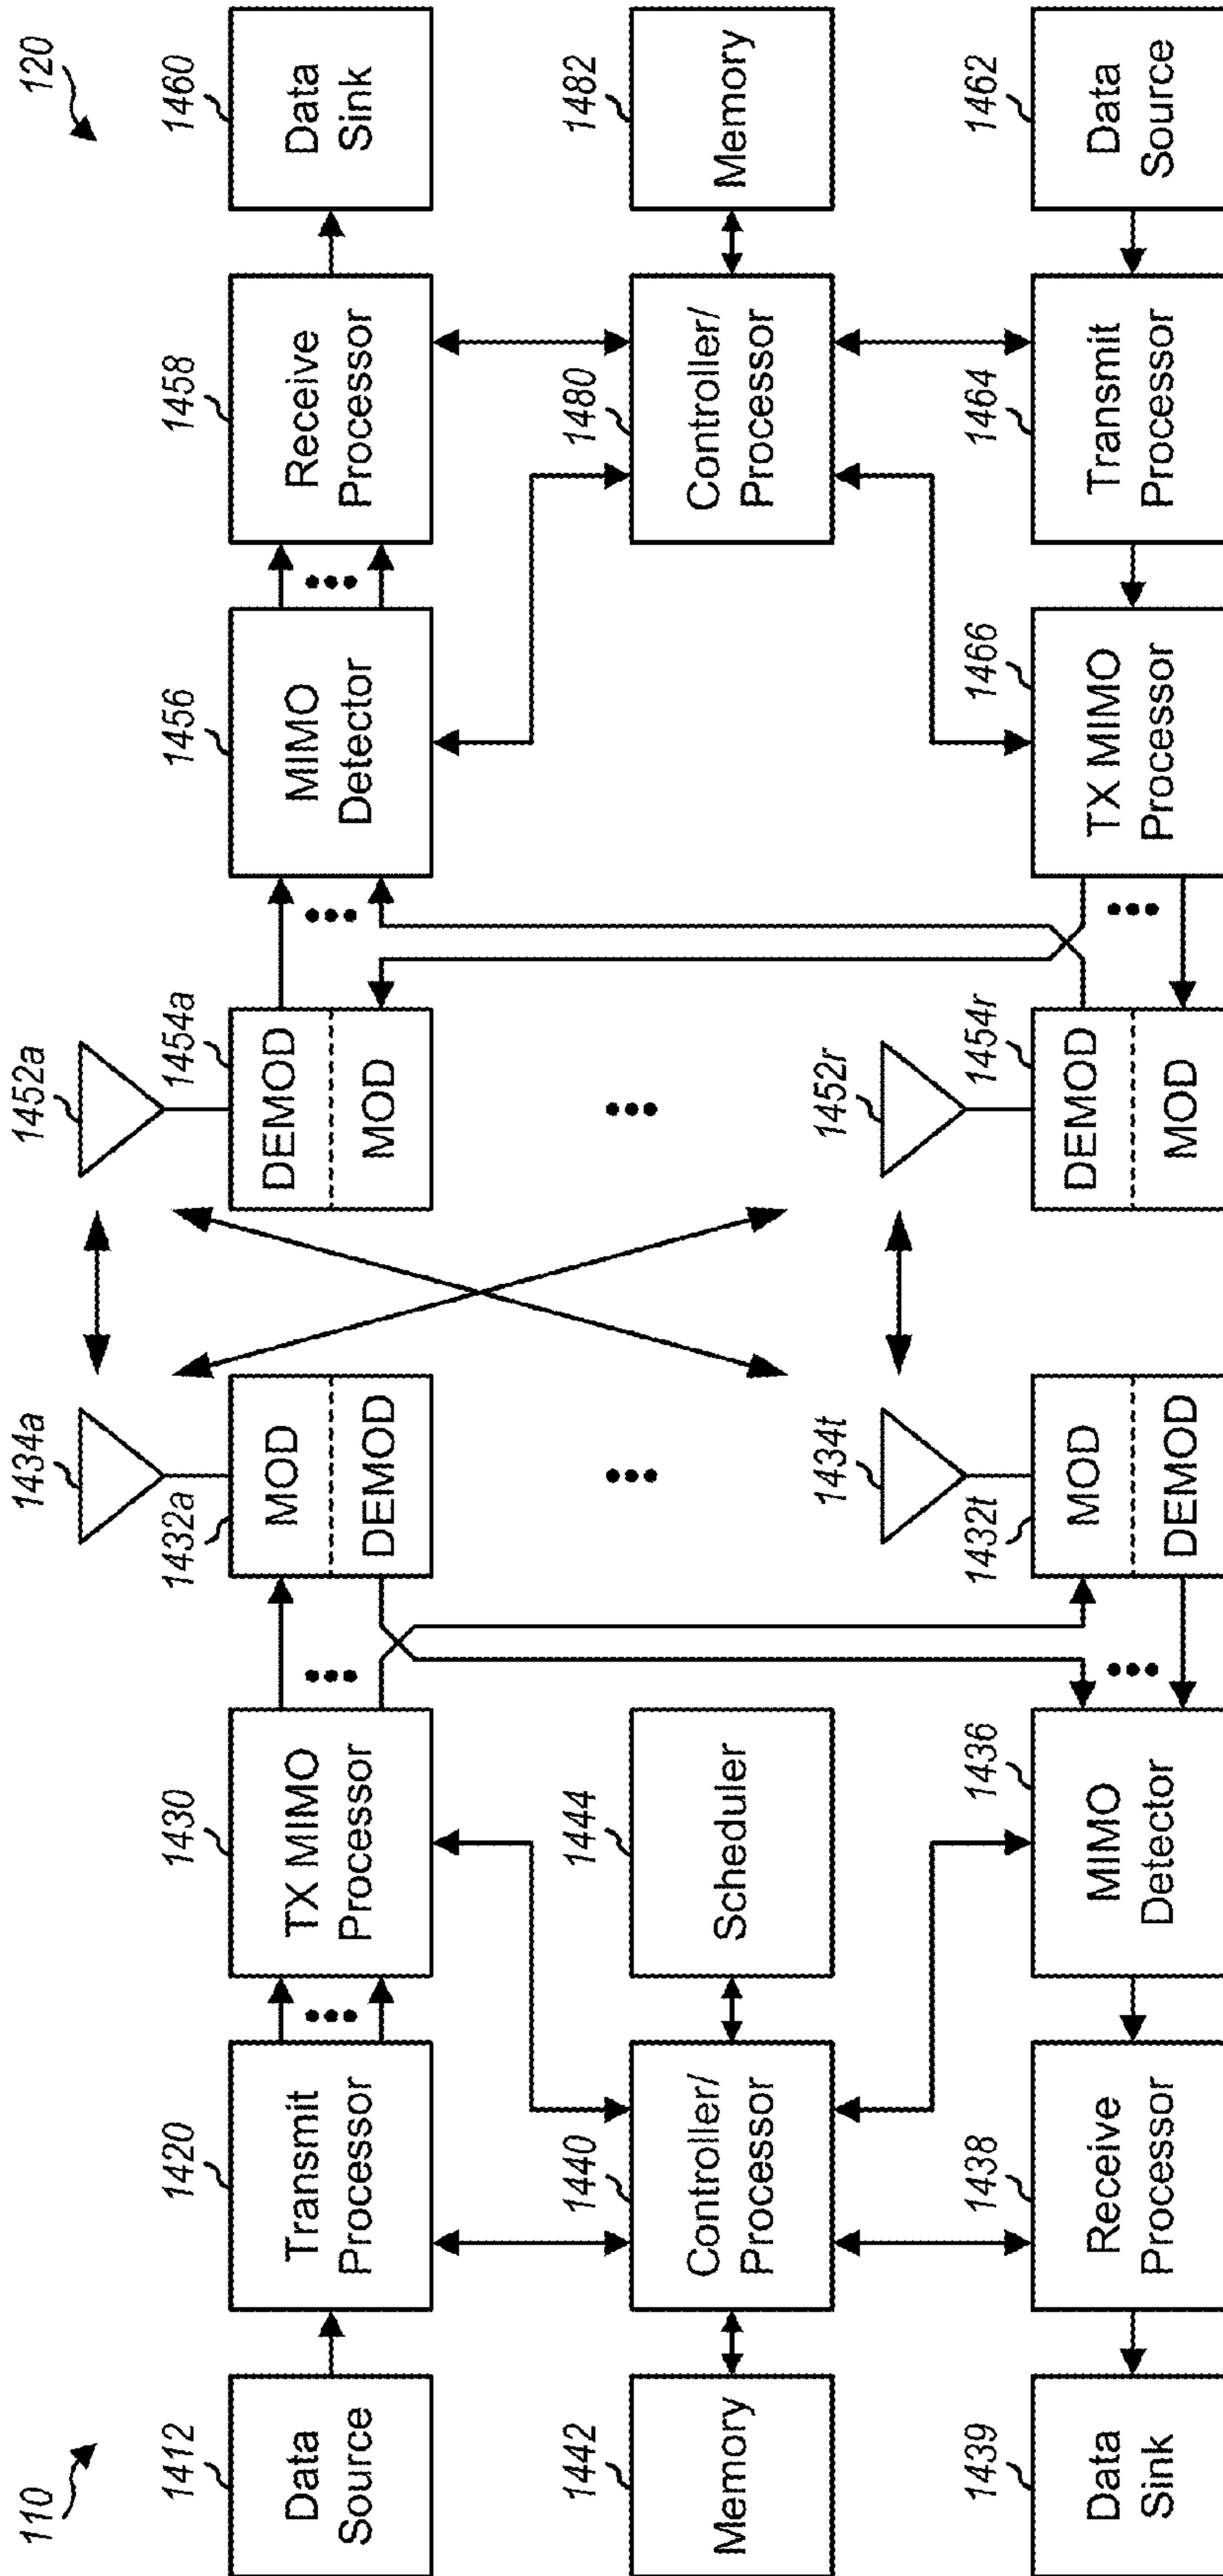 110
120
1412
Data
Source
1420
Transmit
Processor
•••
1430
TX MIMO
Processor
•••
1434a
1432a
MOD
DEMOD
1452a
1454a
DEMOD
MOD
•••
1456
MIMO
Detector
•••
1458
Receive
Processor
1460
Data
Sink
1442
Memory
1440
Controller/
Processor
1444
Scheduler
•••
•••
1480
Controller/
Processor
1482
Memory
1439
Data
Sink
1438
Receive
Processor
1436
MIMO
Detector
•••
1434t
1432t
MOD
DEMOD
1452r
1454r
DEMOD
MOD
•••
1466
TX MIMO
Processor
1464
Transmit
Processor
1462
Data
Source